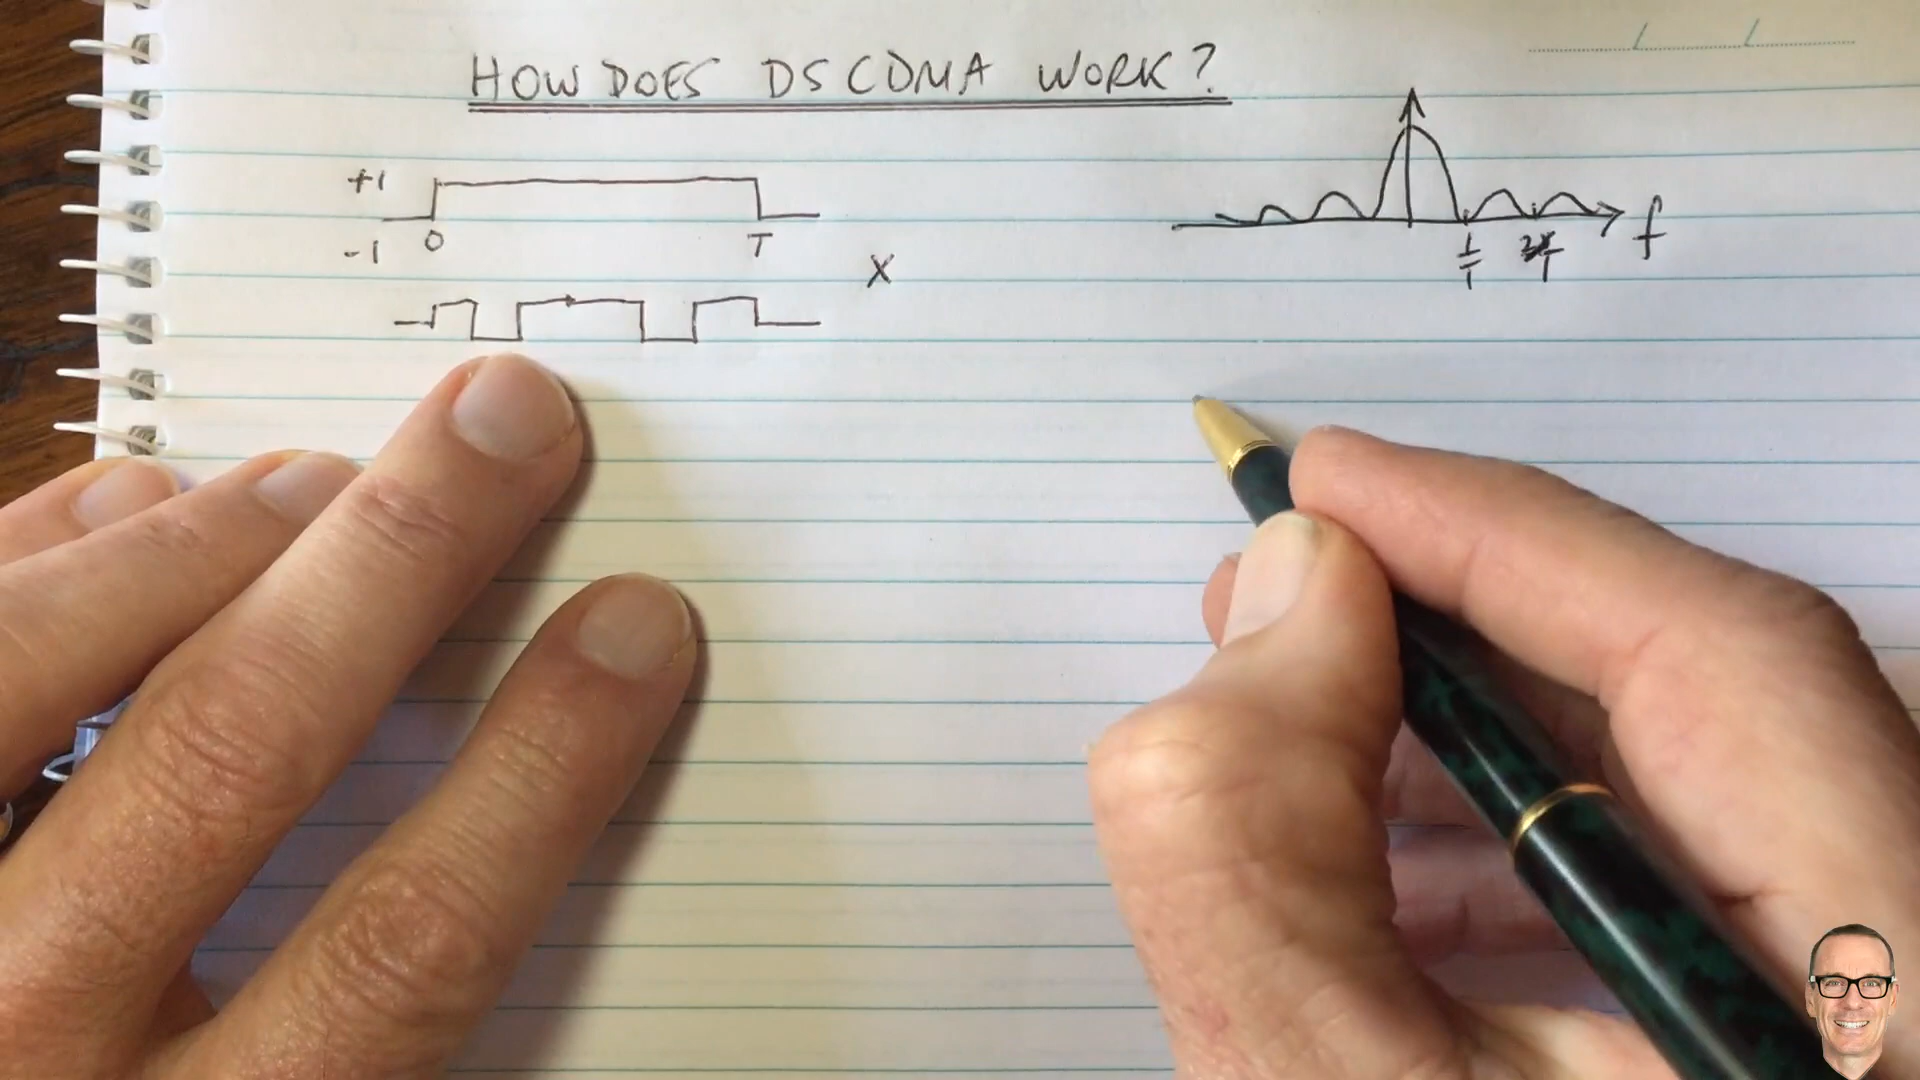 HOW DOES DS CDMA WORK?
+1
-1 0 T
X
1/T
f